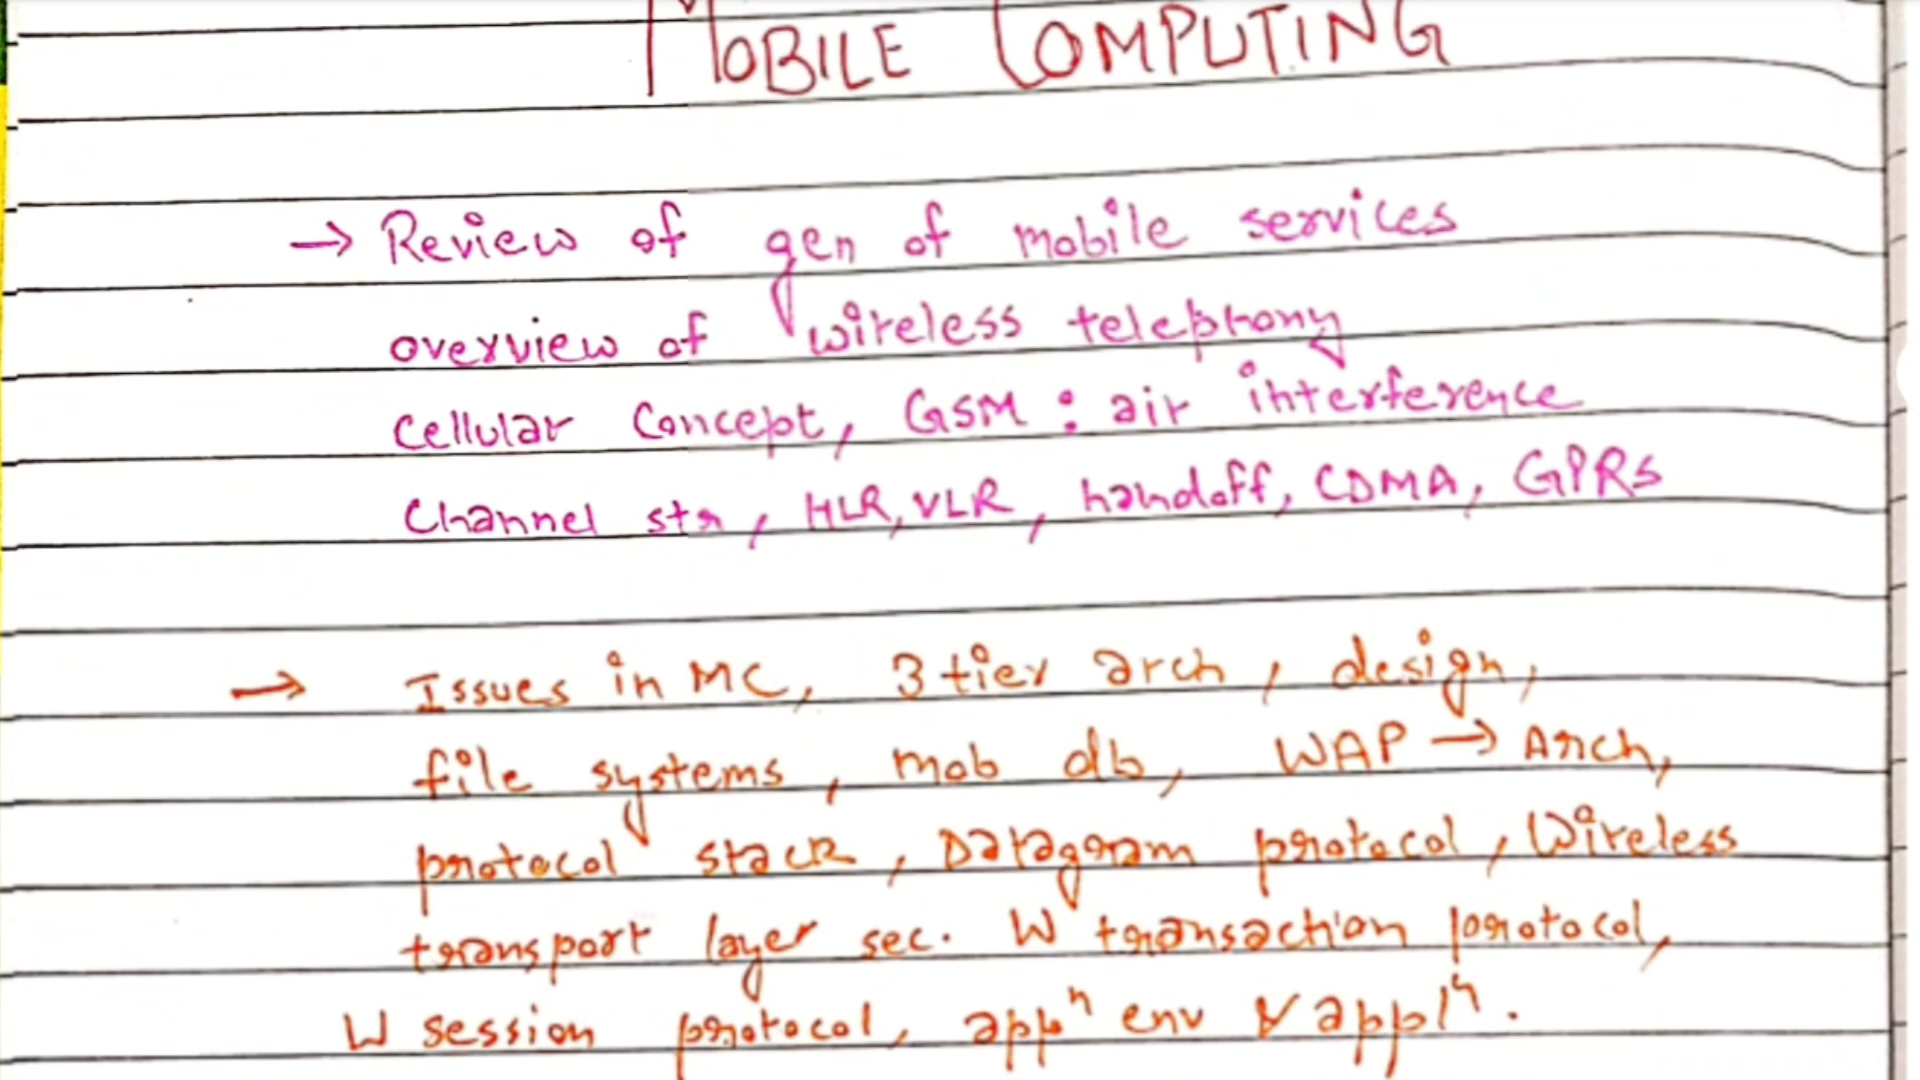 MOBILE COMPUTING
→ Review of gen of mobile services
overview of wireless telephony
Cellular Concept, GSM : air interference
Channel str, HLR, VLR, handoff, CDMA, GPRS
→ Issues in MC, 3 tier arch, design,
file systems, mob db, WAP → Arch,
protocol stack, Datagram protocol, Wireless
transport layer sec. W transaction protocol,
W session protocol, appⁿ env & applⁿ.